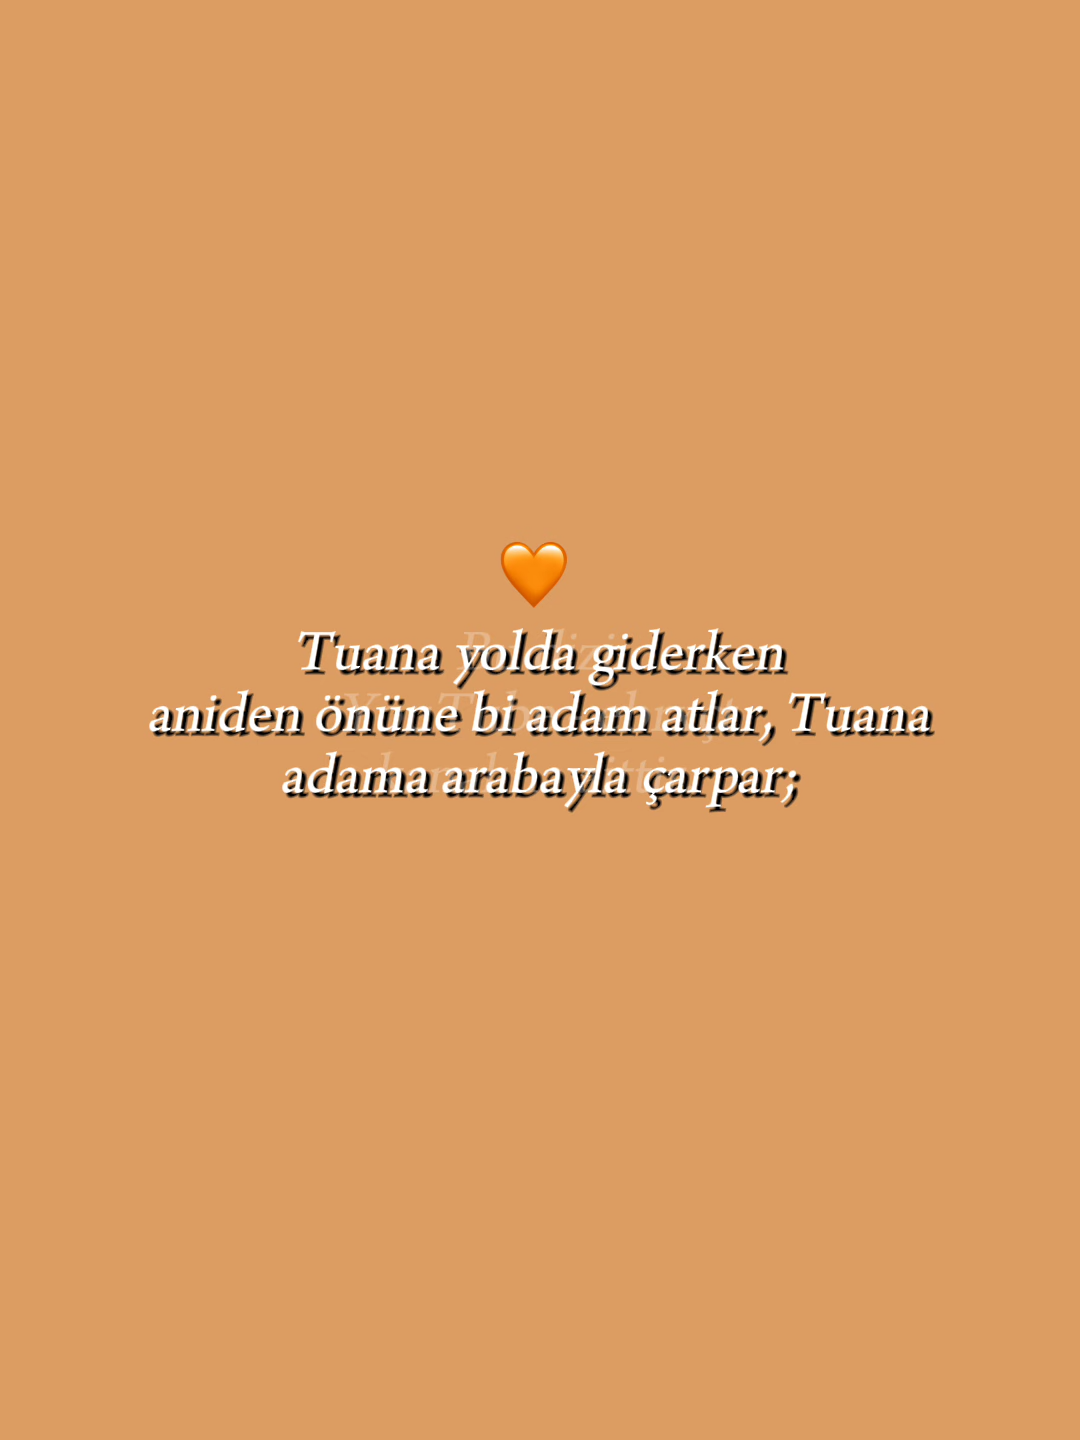 🧡
Tuana yolda giderken
aniden önüne bi adam atlar, Tuana
adama arabayla çarpar;